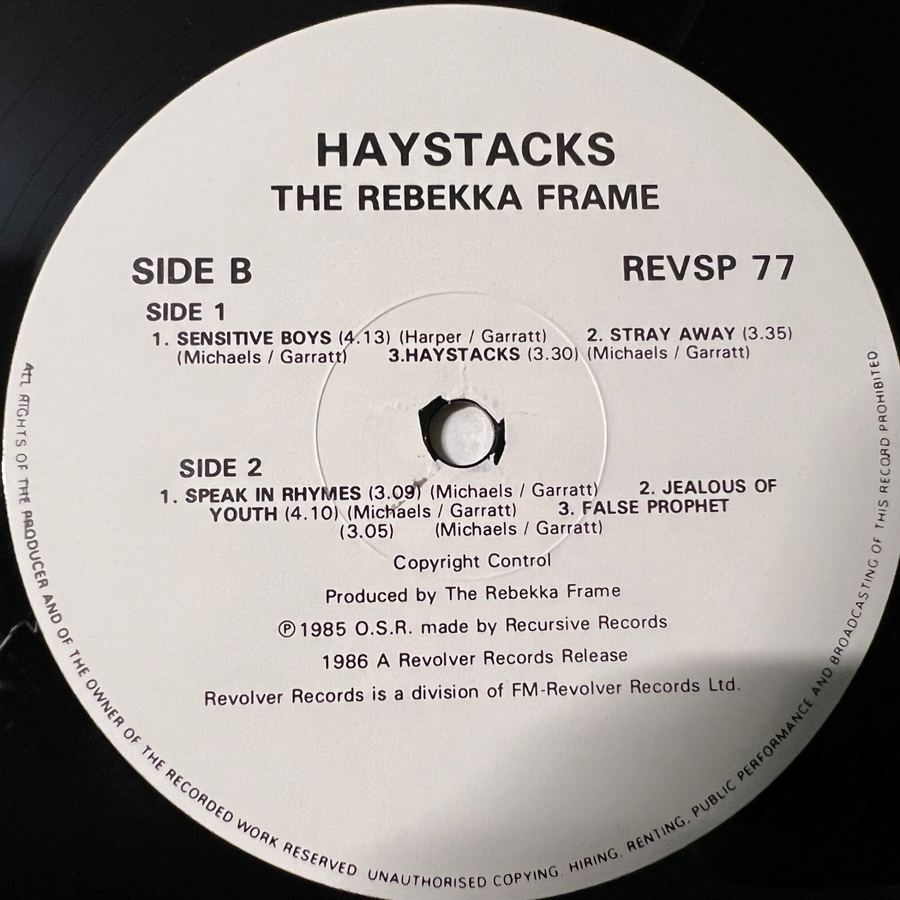 HAYSTACKS
THE REBEKKA FRAME
SIDE B REVSP 77
SIDE 1
1. SENSITIVE BOYS (4.13) (Harper / Garratt) 2. STRAY AWAY (3.35)
(Michaels / Garratt) 3.HAYSTACKS (3.30) (Michaels / Garratt)
SIDE 2
1. SPEAK IN RHYMES (3.09) (Michaels / Garratt) 2. JEALOUS OF
YOUTH (4.10) (Michaels / Garratt) 3. FALSE PROPHET
(3.05) (Michaels / Garratt)
Copyright Control
Produced by The Rebekka Frame
Ⓟ1985 O.S.R. made by Recursive Records
1986 A Revolver Records Release
Revolver Records is a division of FM-Revolver Records Ltd.
ALL RIGHTS OF THE PRODUCER AND OF THE OWNER OF THE RECORDED WORK RESERVED UNAUTHORISED COPYING, HIRING, RENTING, PUBLIC PERFORMANCE AND BROADCASTING OF THIS RECORD PROHIBITED